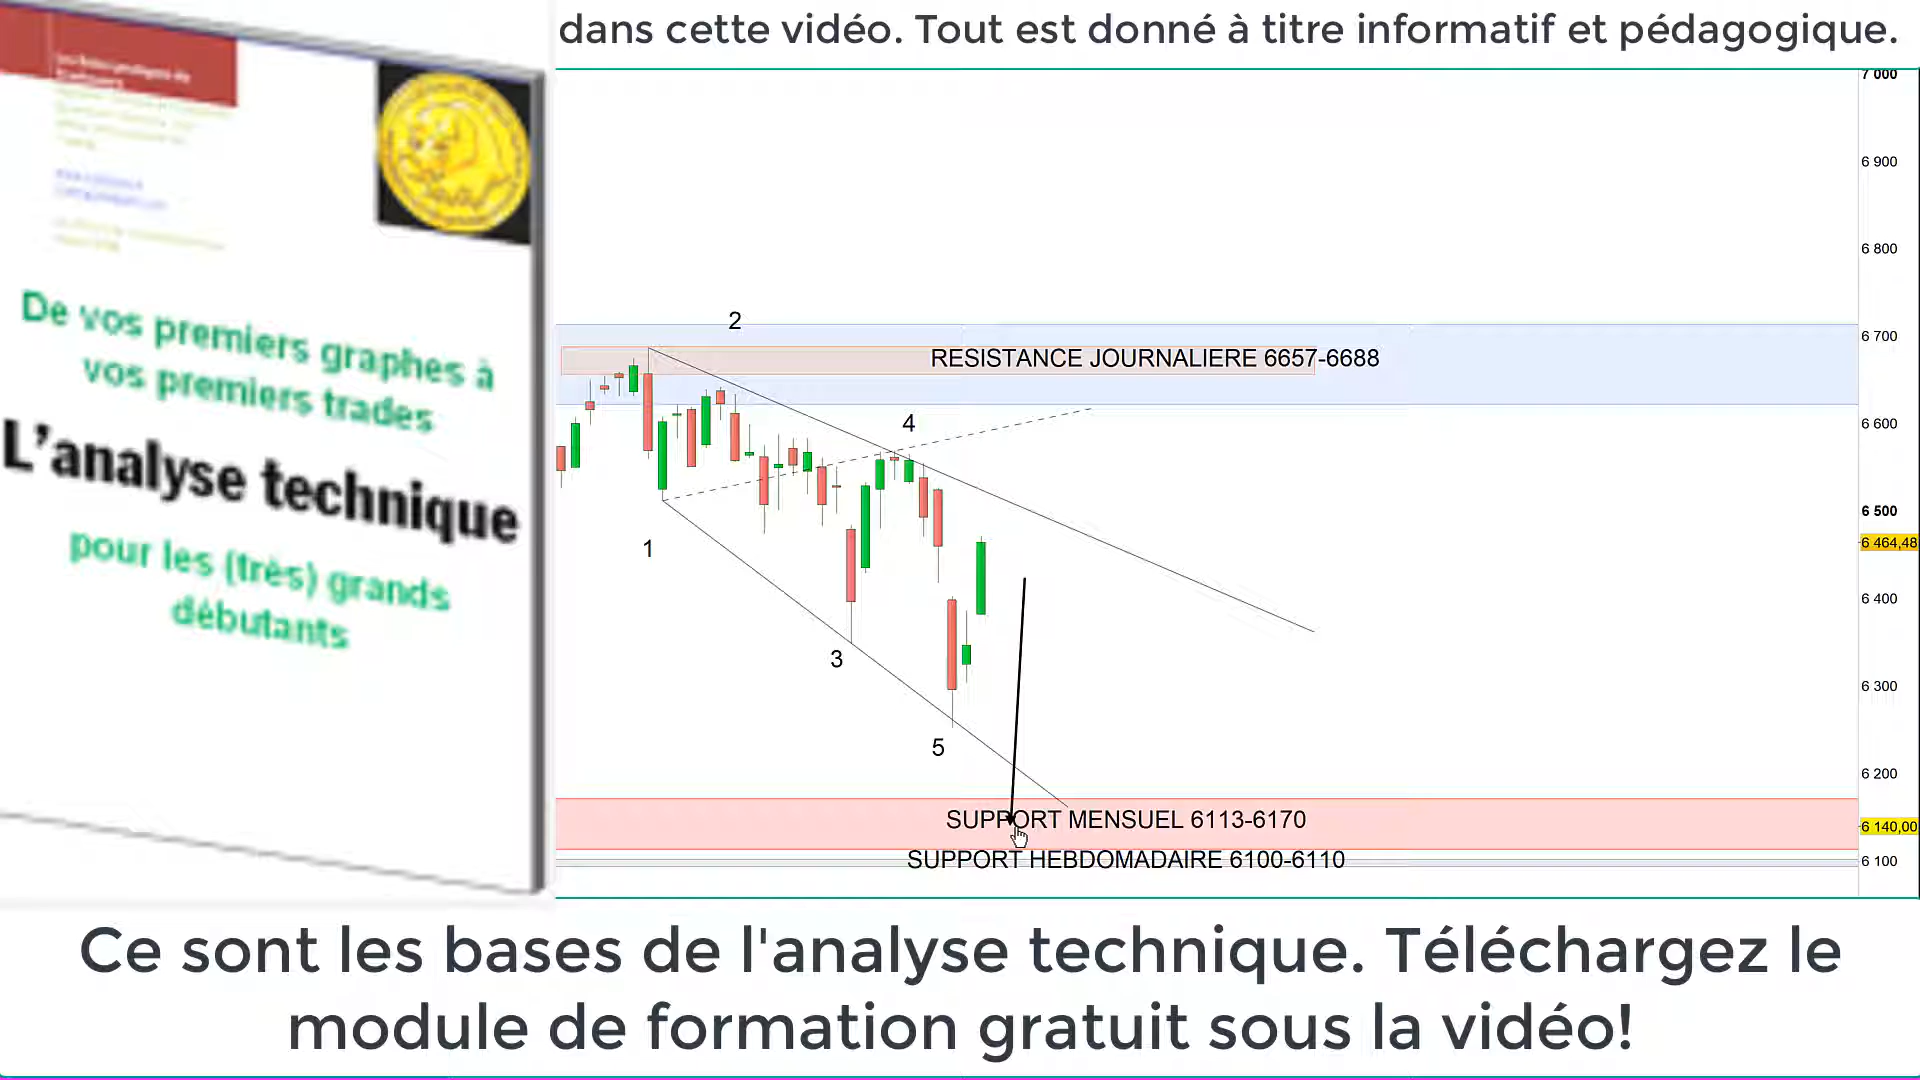 dans cette vidéo. Tout est donné à titre informatif et pédagogique.
De vos premiers graphes à
vos premiers trades
L'analyse technique
pour les (très) grands
débutants
7 000
6 900
6 800
6 700
6 600
6 500
6 464,48
6 400
6 300
6 200
6 140,00
6 100
2
RESISTANCE JOURNALIERE 6657-6688
4
1
3
5
SUPPORT MENSUEL 6113-6170
SUPPORT HEBDOMADAIRE 6100-6110
Ce sont les bases de l'analyse technique. Téléchargez le
module de formation gratuit sous la vidéo!